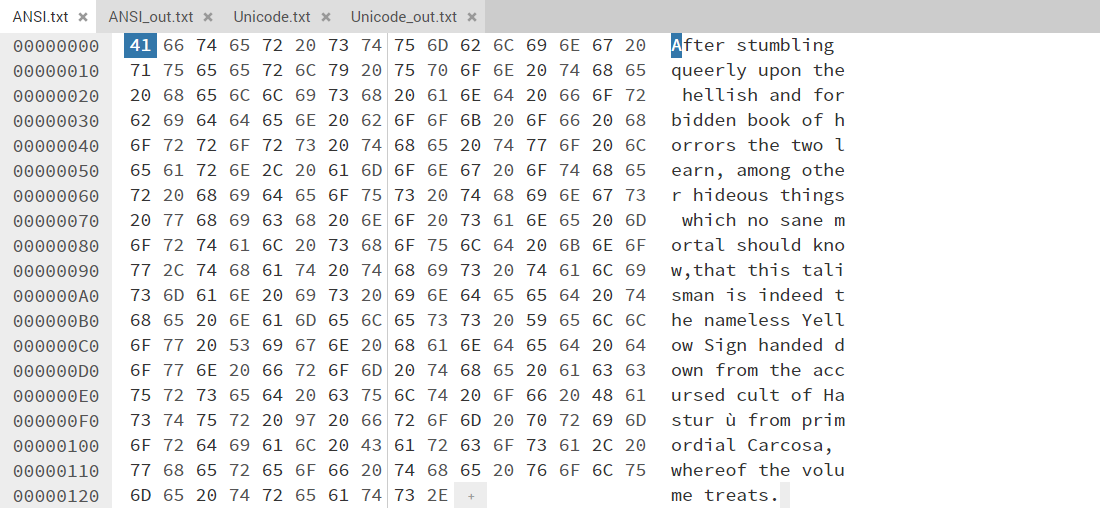 ANSI.txt × ANSI_out.txt × Unicode.txt × Unicode_out.txt ×
00000000 41 66 74 65 72 20 73 74 75 6D 62 6C 69 6E 67 20 After stumbling
00000010 71 75 65 65 72 6C 79 20 75 70 6F 6E 20 74 68 65 queerly upon the
00000020 20 68 65 6C 6C 69 73 68 20 61 6E 64 20 66 6F 72 hellish and for
00000030 62 69 64 64 65 6E 20 62 6F 6F 6B 20 6F 66 20 68 bidden book of h
00000040 6F 72 72 6F 72 73 20 74 68 65 20 74 77 6F 20 6C orrors the two l
00000050 65 61 72 6E 2C 20 61 6D 6F 6E 67 20 6F 74 68 65 earn, among othe
00000060 72 20 68 69 64 65 6F 75 73 20 74 68 69 6E 67 73 r hideous things
00000070 20 77 68 69 63 68 20 6E 6F 20 73 61 6E 65 20 6D which no sane m
00000080 6F 72 74 61 6C 20 73 68 6F 75 6C 64 20 6B 6E 6F ortal should kno
00000090 77 2C 74 68 61 74 20 74 68 69 73 20 74 61 6C 69 w,that this tali
000000A0 73 6D 61 6E 20 69 73 20 69 6E 64 65 65 64 20 74 sman is indeed t
000000B0 68 65 20 6E 61 6D 65 6C 65 73 73 20 59 65 6C 6C he nameless Yell
000000C0 6F 77 20 53 69 67 6E 20 68 61 6E 64 65 64 20 64 ow Sign handed d
000000D0 6F 77 6E 20 66 72 6F 6D 20 74 68 65 20 61 63 63 own from the acc
000000E0 75 72 73 65 64 20 63 75 6C 74 20 6F 66 20 48 61 ursed cult of Ha
000000F0 73 74 75 72 20 97 20 66 72 6F 6D 20 70 72 69 6D stur ù from prim
00000100 6F 72 64 69 61 6C 20 43 61 72 63 6F 73 61 2C 20 ordial Carcosa,
00000110 77 68 65 72 65 6F 66 20 74 68 65 20 76 6F 6C 75 whereof the volu
00000120 6D 65 20 74 72 65 61 74 73 2E + me treats.